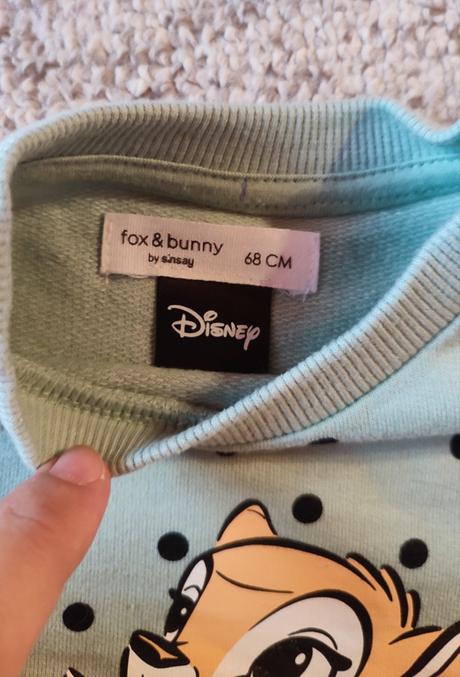 fox & bunny
by sinsay
68 CM
Disney